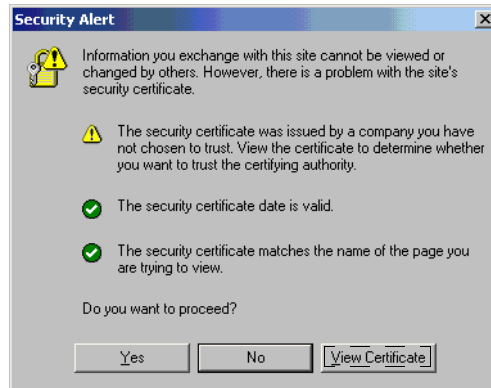 Security Alert
Information you exchange with this site cannot be viewed or
changed by others. However, there is a problem with the site's
security certificate.
The security certificate was issued by a company you have
not chosen to trust. View the certificate to determine whether
you want to trust the certifying authority.
The security certificate date is valid.
The security certificate matches the name of the page you
are trying to view.
Do you want to proceed?
Yes No View Certificate